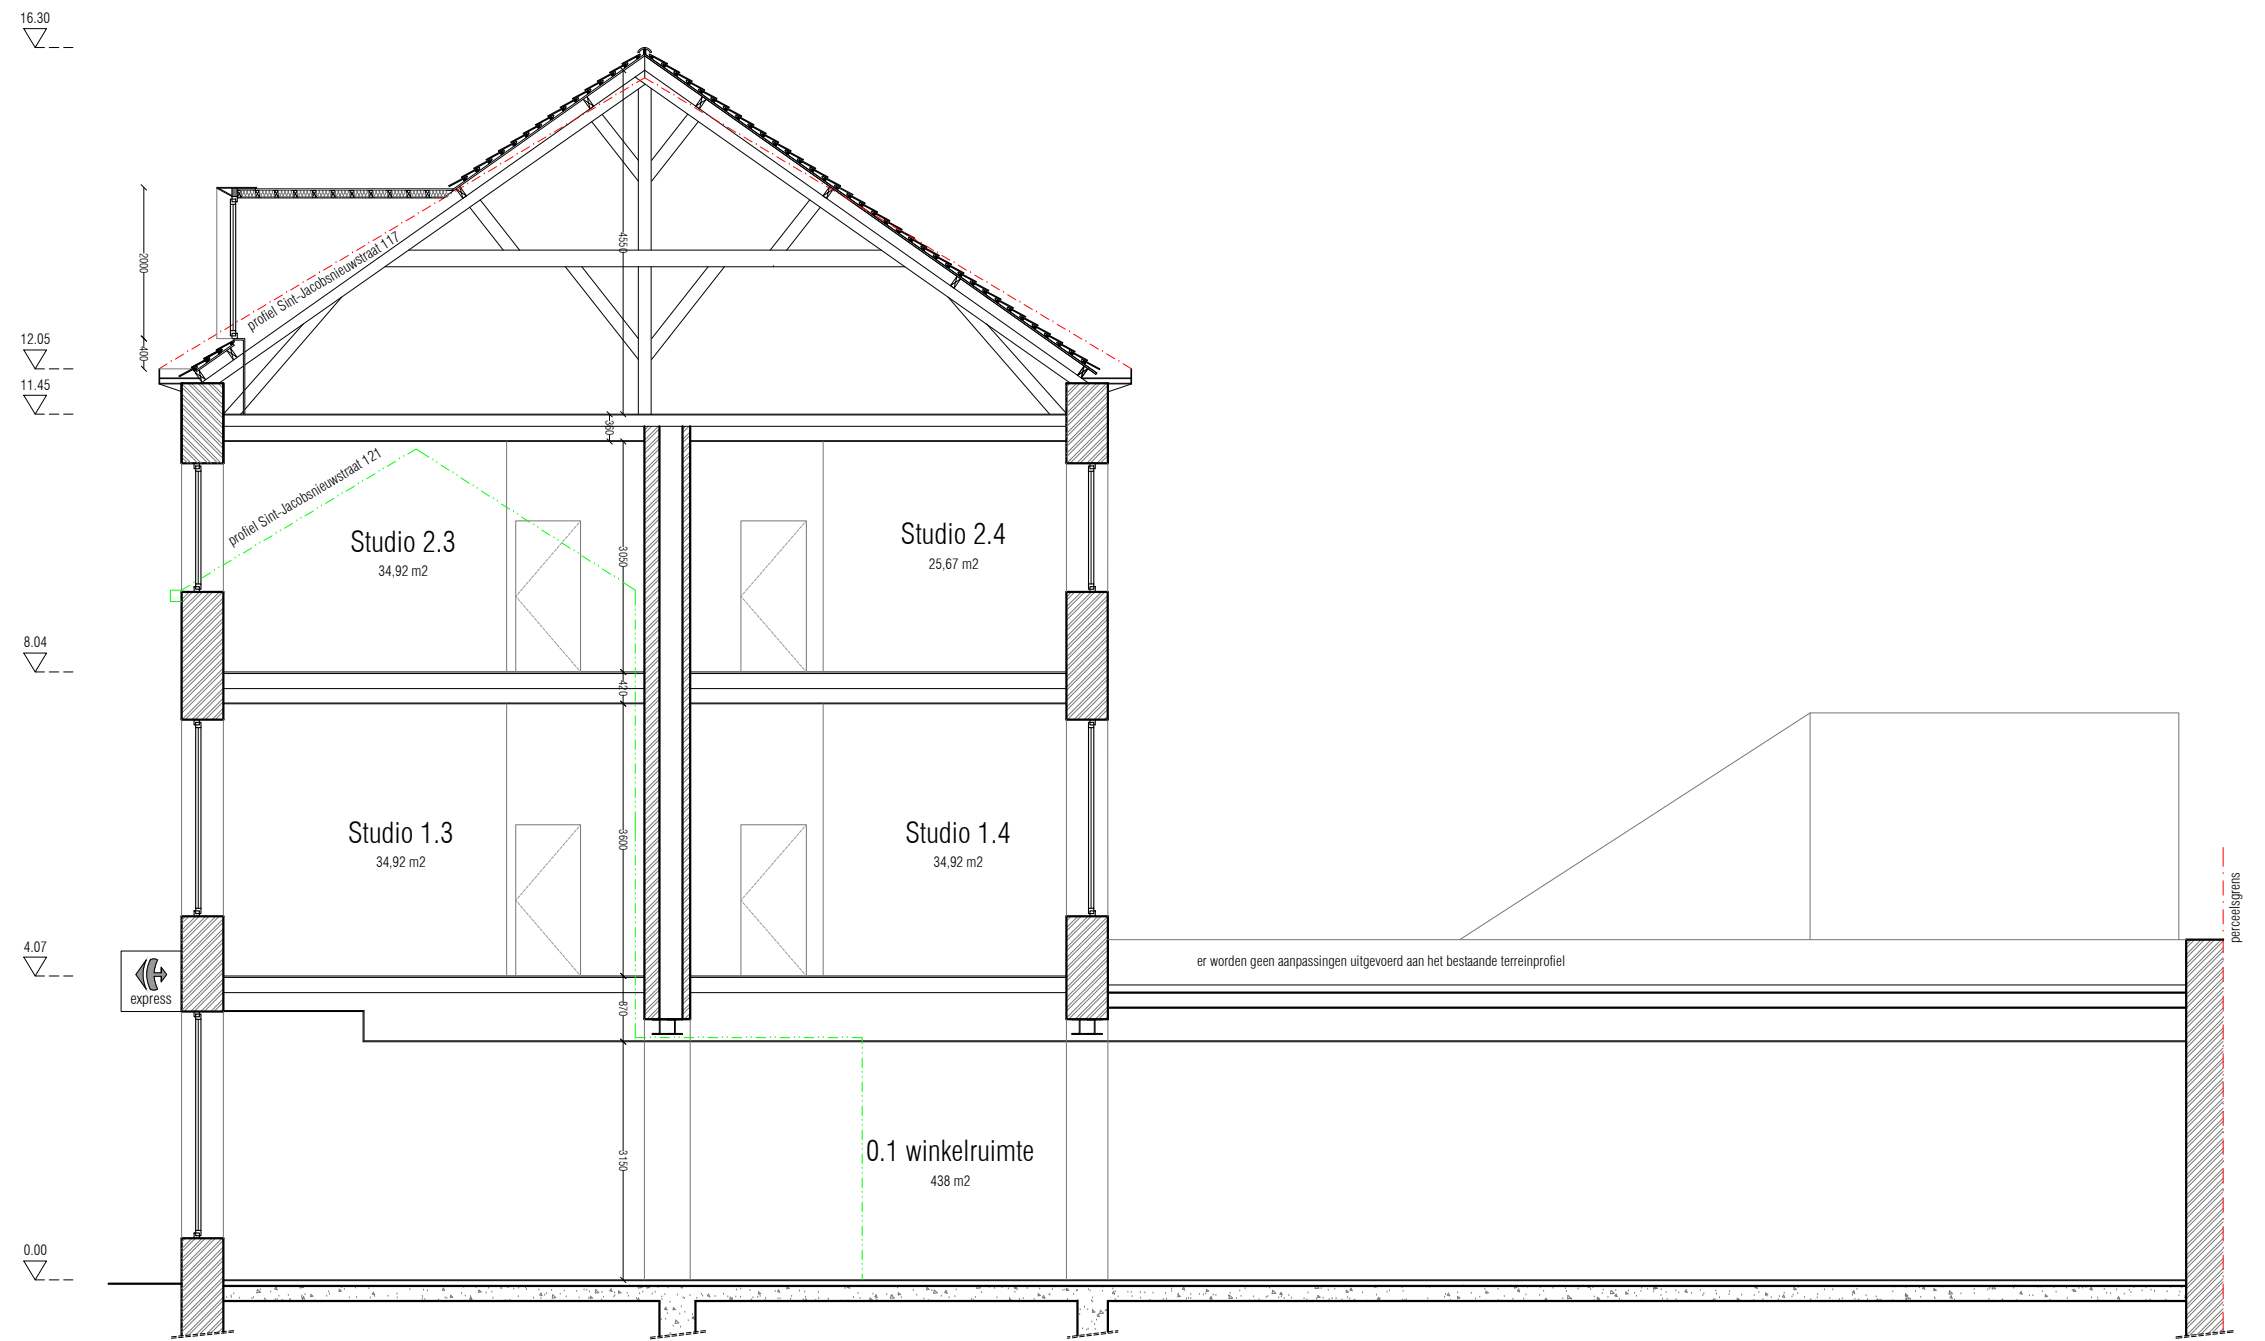 16.30
2000
4550
profiel Sint-Jacobsnieuwstraat 117
12.05
400
11.45
360
profiel Sint-Jacobsnieuwstraat 121
Studio 2.3
34,92 m2
3050
Studio 2.4
25,67 m2
8.04
420
Studio 1.3
34,92 m2
3600
Studio 1.4
34,92 m2
perceelsgrens
4.07
express
er worden geen aanpassingen uitgevoerd aan het bestaande terreinprofiel
870
3150
0.1 winkelruimte
438 m2
0.00